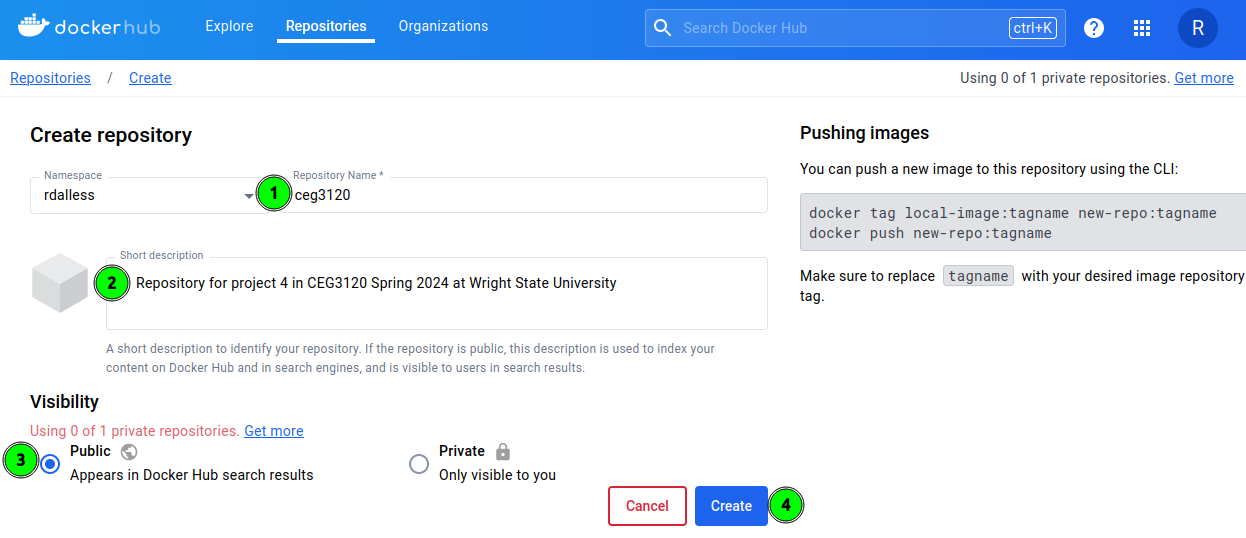 dockerhub
Explore
Repositories
Organizations
Search Docker Hub
ctrl+K
?
R
Repositories / Create
Using 0 of 1 private repositories. Get more
Create repository
Namespace
rdalless
1
Repository Name *
ceg3120
2
Short description
Repository for project 4 in CEG3120 Spring 2024 at Wright State University
A short description to identify your repository. If the repository is public, this description is used to index your
content on Docker Hub and in search engines, and is visible to users in search results.
Visibility
Using 0 of 1 private repositories. Get more
3
Public
Appears in Docker Hub search results
Private
Only visible to you
Cancel
Create
4
Pushing images
You can push a new image to this repository using the CLI:
docker tag local-image:tagname new-repo:tagname
docker push new-repo:tagname
Make sure to replace tagname with your desired image repository
tag.